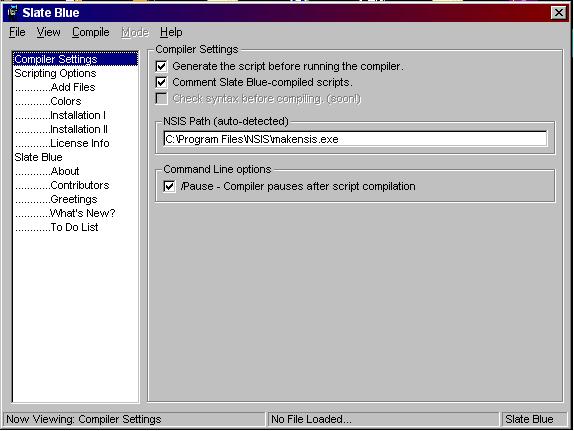 Slate Blue
File View Compile Mode Help
Compiler Settings
Scripting Options
............Add Files
............Colors
............Installation I
............Installation II
............License Info
Slate Blue
............About
............Contributors
............Greetings
............What's New?
............To Do List
Compiler Settings
Generate the script before running the compiler.
Comment Slate Blue-compiled scripts.
Check syntax before compiling. (soon!)
NSIS Path (auto-detected)
C:\Program Files\NSIS\makensis.exe
Command Line options
/Pause - Compiler pauses after script compilation
Now Viewing: Compiler Settings No File Loaded... Slate Blue